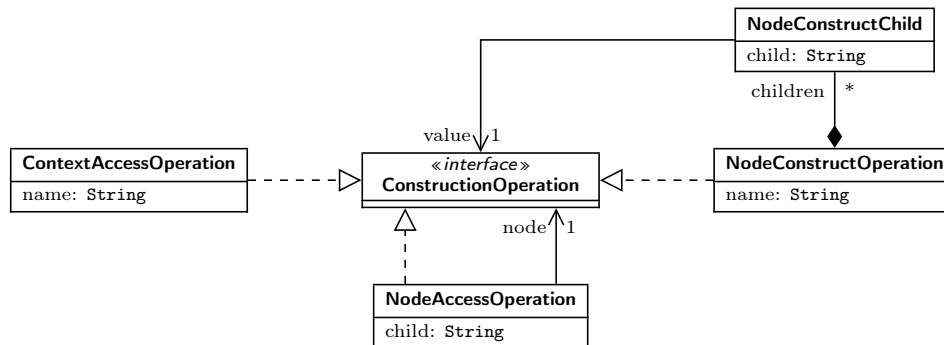 NodeConstructChild
child: String
children *
value 1
ContextAccessOperation
name: String
«interface»
ConstructionOperation
NodeConstructOperation
name: String
node 1
NodeAccessOperation
child: String